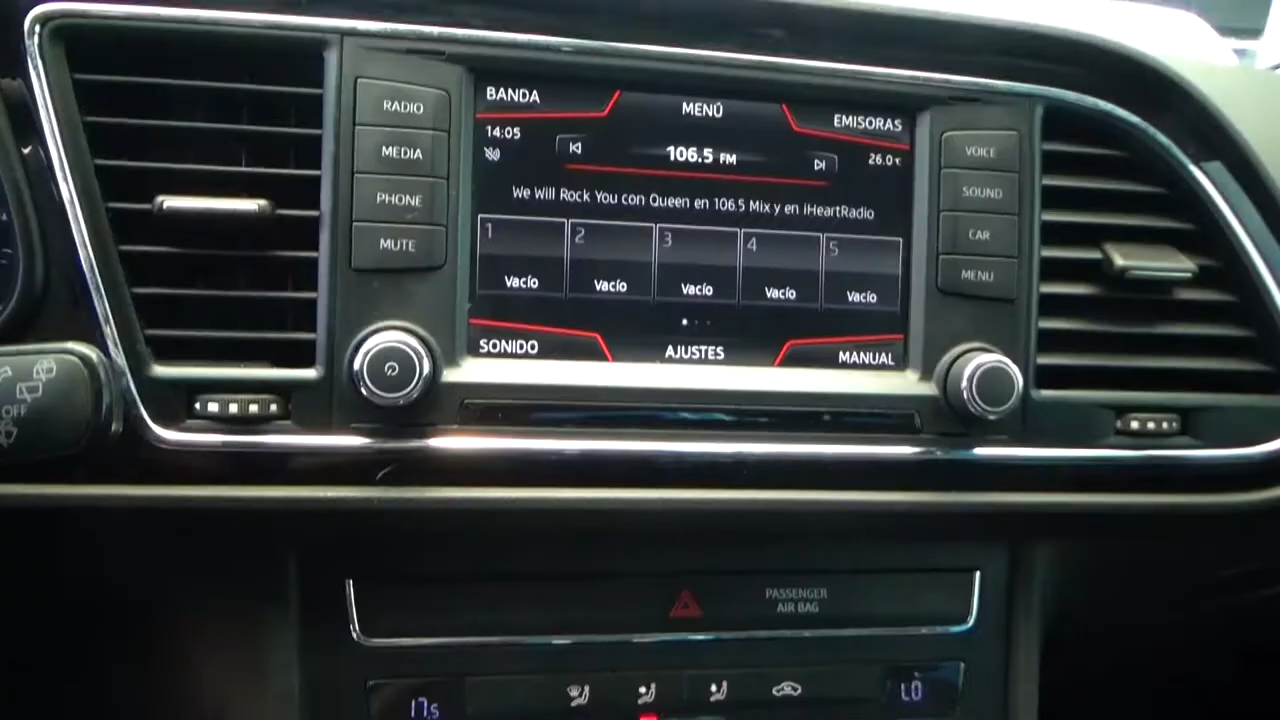 RADIO
MEDIA
PHONE
MUTE
BANDA
MENÚ
EMISORAS
14:05
106.5 FM
26.0℃
We Will Rock You con Queen en 106.5 Mix y en iHeartRadio
1
2
3
4
5
Vacío
Vacío
Vacío
Vacío
Vacío
SONIDO
AJUSTES
MANUAL
VOICE
SOUND
CAR
MENU
OFF
PASSENGER
AIR BAG
17.5
LO